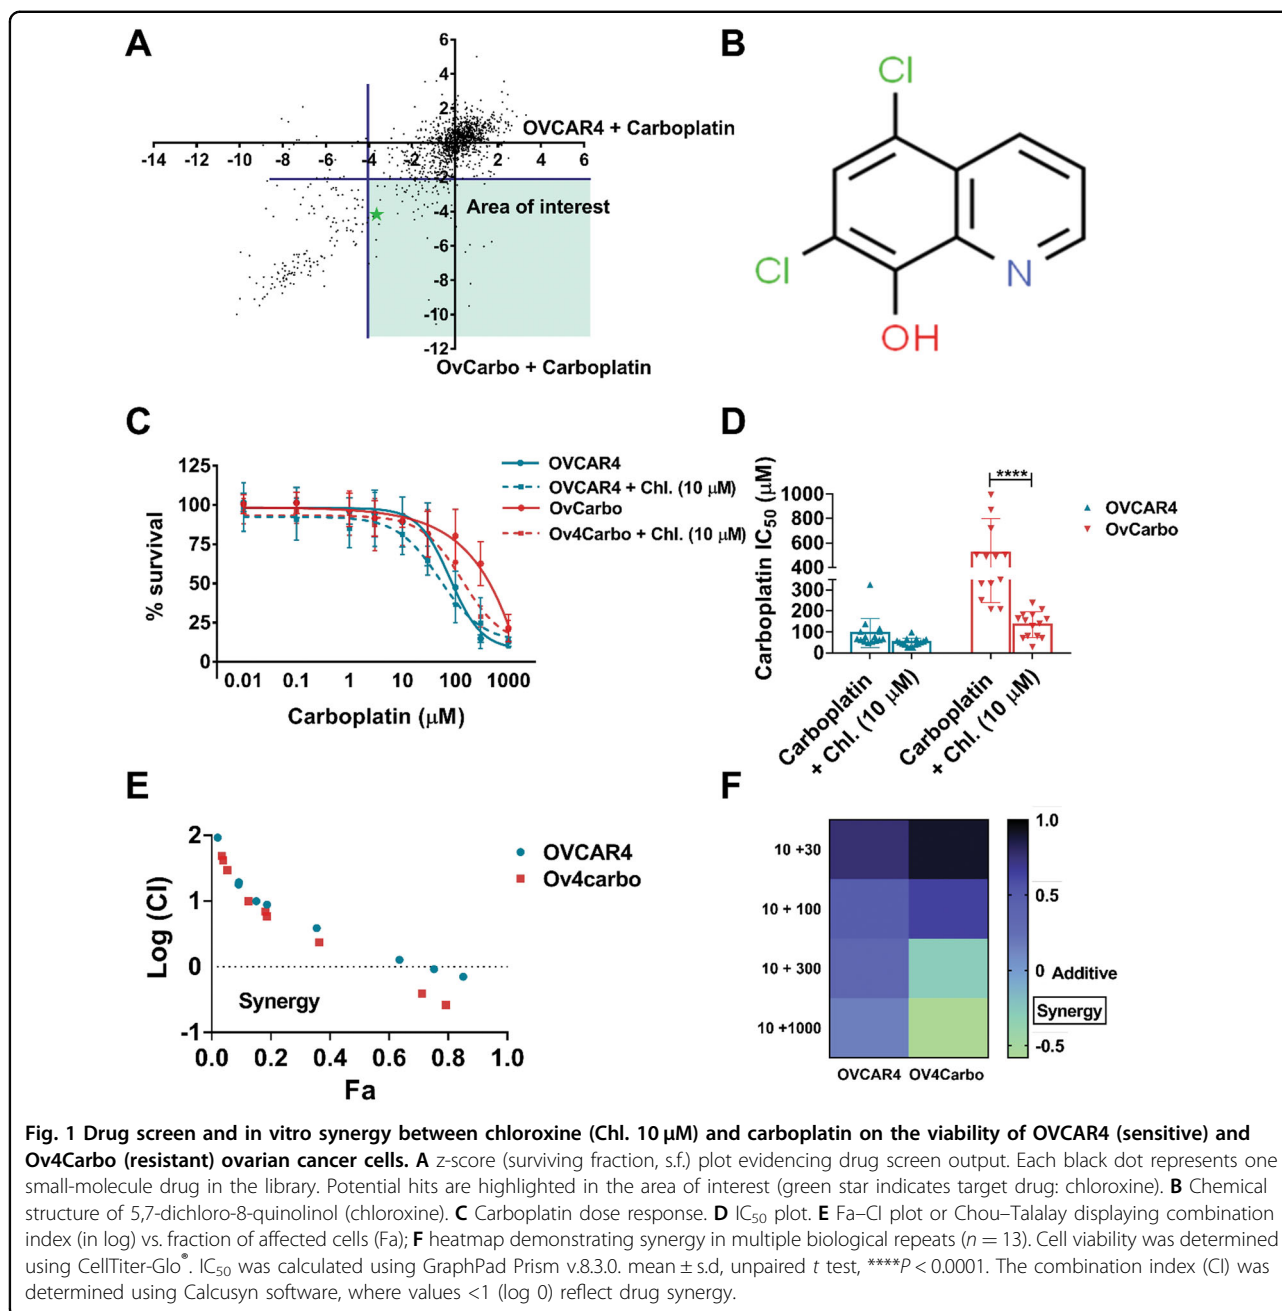 A
6
4
2
OVCAR4 + Carboplatin
-14 -12 -10 -8 -6 -4 -2 0 2 4 6
-2
Area of interest
-4
-6
-8
-10
-12
OvCarbo + Carboplatin
B
Cl
Cl
N
OH
C
% survival
125
100
75
50
25
0
0.01 0.1 1 10 100 1000
Carboplatin (μM)
OVCAR4
OVCAR4 + Chl. (10 μM)
OvCarbo
Ov4Carbo + Chl. (10 μM)
D
Carboplatin IC50 (μM)
1000
800
600
400
300
200
100
0
****
OVCAR4
OvCarbo
Carboplatin
+ Chl. (10 μM)
Carboplatin
+ Chl. (10 μM)
E
Log (CI)
2
1
0
-1
Synergy
0.0 0.2 0.4 0.6 0.8 1.0
Fa
OVCAR4
Ov4carbo
F
10 +30
10 + 100
10 + 300
10 +1000
OVCAR4 OV4Carbo
1.0
0.5
0 Additive
Synergy
-0.5
Fig. 1 Drug screen and in vitro synergy between chloroxine (Chl. 10 μM) and carboplatin on the viability of OVCAR4 (sensitive) and
Ov4Carbo (resistant) ovarian cancer cells. A z-score (surviving fraction, s.f.) plot evidencing drug screen output. Each black dot represents one
small-molecule drug in the library. Potential hits are highlighted in the area of interest (green star indicates target drug: chloroxine). B Chemical
structure of 5,7-dichloro-8-quinolinol (chloroxine). C Carboplatin dose response. D IC50 plot. E Fa–CI plot or Chou–Talalay displaying combination
index (in log) vs. fraction of affected cells (Fa); F heatmap demonstrating synergy in multiple biological repeats (n = 13). Cell viability was determined
using CellTiter-Glo®. IC50 was calculated using GraphPad Prism v.8.3.0. mean ± s.d, unpaired t test, ****P < 0.0001. The combination index (CI) was
determined using Calcusyn software, where values <1 (log 0) reflect drug synergy.